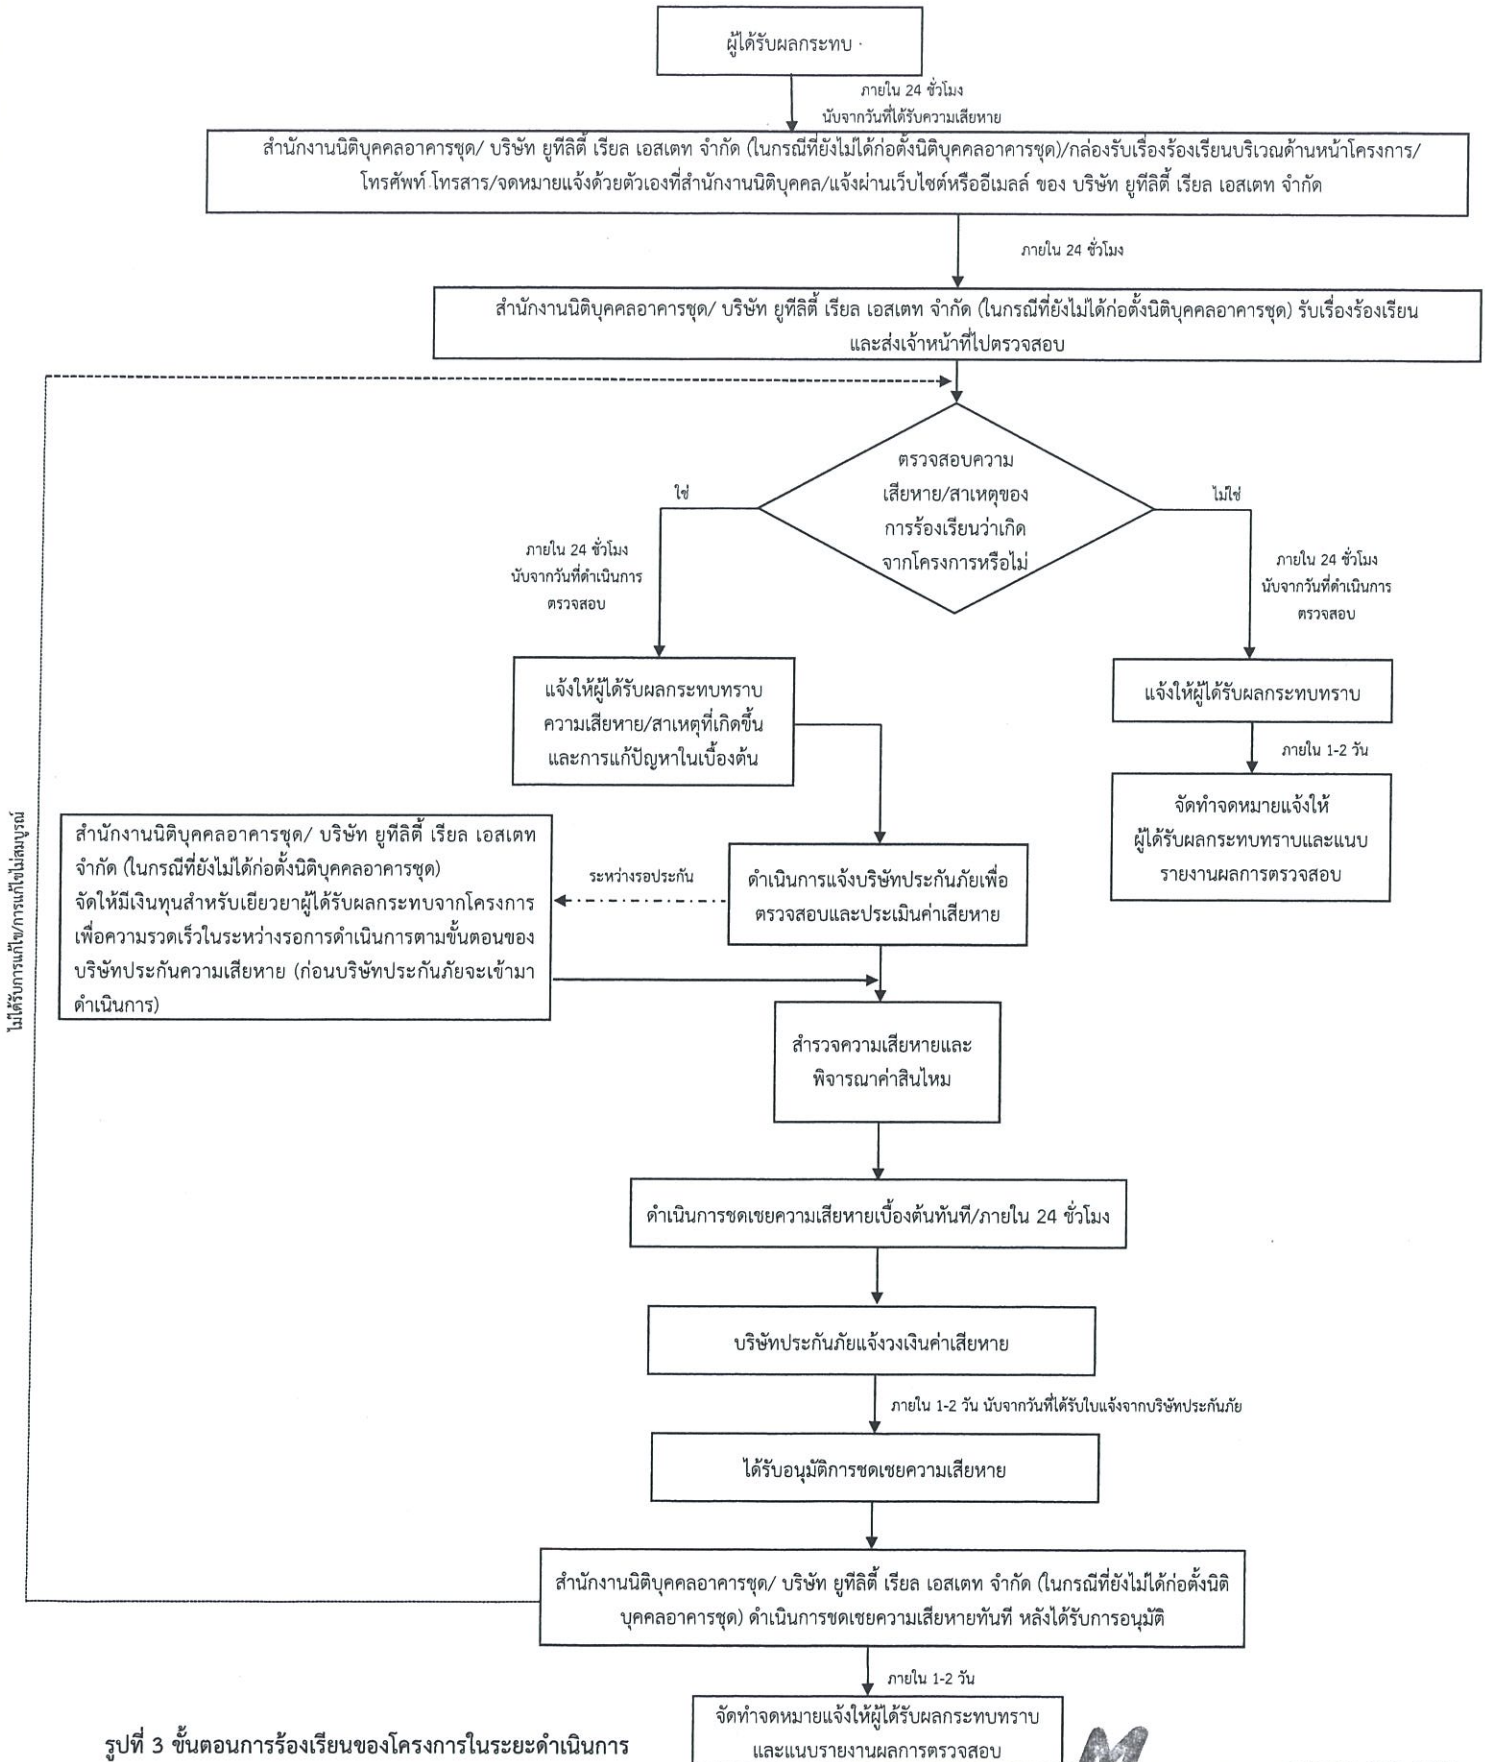 ผู้ได้รับผลกระทบ
ภายใน 24 ชั่วโมง
นับจากวันที่ได้รับความเสียหาย
สำนักงานนิติบุคคลอาคารชุด/ บริษัท ยูทีลิตี้ เรียล เอสเตท จำกัด (ในกรณีที่ยังไม่ได้ก่อตั้งนิติบุคคลอาคารชุด)/กล่องรับเรื่องร้องเรียนบริเวณด้านหน้าโครงการ/
โทรศัพท์ โทรสาร/จดหมายแจ้งด้วยตัวเองที่สำนักงานนิติบุคคล/แจ้งผ่านเว็บไซต์หรืออีเมลล์ ของ บริษัท ยูทีลิตี้ เรียล เอสเตท จำกัด
ภายใน 24 ชั่วโมง
สำนักงานนิติบุคคลอาคารชุด/ บริษัท ยูทีลิตี้ เรียล เอสเตท จำกัด (ในกรณีที่ยังไม่ได้ก่อตั้งนิติบุคคลอาคารชุด) รับเรื่องร้องเรียน
และส่งเจ้าหน้าที่ไปตรวจสอบ
ตรวจสอบความ
เสียหาย/สาเหตุของ
การร้องเรียนว่าเกิด
จากโครงการหรือไม่
ใช่
ภายใน 24 ชั่วโมง
นับจากวันที่ดำเนินการ
ตรวจสอบ
ไม่ใช่
ภายใน 24 ชั่วโมง
นับจากวันที่ดำเนินการ
ตรวจสอบ
แจ้งให้ผู้ได้รับผลกระทบทราบ
ความเสียหาย/สาเหตุที่เกิดขึ้น
และการแก้ปัญหาในเบื้องต้น
แจ้งให้ผู้ได้รับผลกระทบทราบ
ภายใน 1-2 วัน
จัดทำจดหมายแจ้งให้
ผู้ได้รับผลกระทบทราบและแนบ
รายงานผลการตรวจสอบ
สำนักงานนิติบุคคลอาคารชุด/ บริษัท ยูทีลิตี้ เรียล เอสเตท
จำกัด (ในกรณีที่ยังไม่ได้ก่อตั้งนิติบุคคลอาคารชุด)
จัดให้มีเงินทุนสำหรับเยียวยาผู้ได้รับผลกระทบจากโครงการ
เพื่อความรวดเร็วในระหว่างรอการดำเนินการตามขั้นตอนของ
บริษัทประกันความเสียหาย (ก่อนบริษัทประกันภัยจะเข้ามา
ดำเนินการ)
ระหว่างรอประกัน
ดำเนินการแจ้งบริษัทประกันภัยเพื่อ
ตรวจสอบและประเมินค่าเสียหาย
ไม่ได้รับการแก้ไข/การแก้ไขไม่สมบูรณ์
สำรวจความเสียหายและ
พิจารณาค่าสินไหม
ดำเนินการชดเชยความเสียหายเบื้องต้นทันที/ภายใน 24 ชั่วโมง
บริษัทประกันภัยแจ้งวงเงินค่าเสียหาย
ภายใน 1-2 วัน นับจากวันที่ได้รับใบแจ้งจากบริษัทประกันภัย
ได้รับอนุมัติการชดเชยความเสียหาย
สำนักงานนิติบุคคลอาคารชุด/ บริษัท ยูทีลิตี้ เรียล เอสเตท จำกัด (ในกรณีที่ยังไม่ได้ก่อตั้งนิติ
บุคคลอาคารชุด) ดำเนินการชดเชยความเสียหายทันที หลังได้รับการอนุมัติ
ภายใน 1-2 วัน
จัดทำจดหมายแจ้งให้ผู้ได้รับผลกระทบทราบ
และแนบรายงานผลการตรวจสอบ
รูปที่ 3 ขั้นตอนการร้องเรียนของโครงการในระยะดำเนินการ